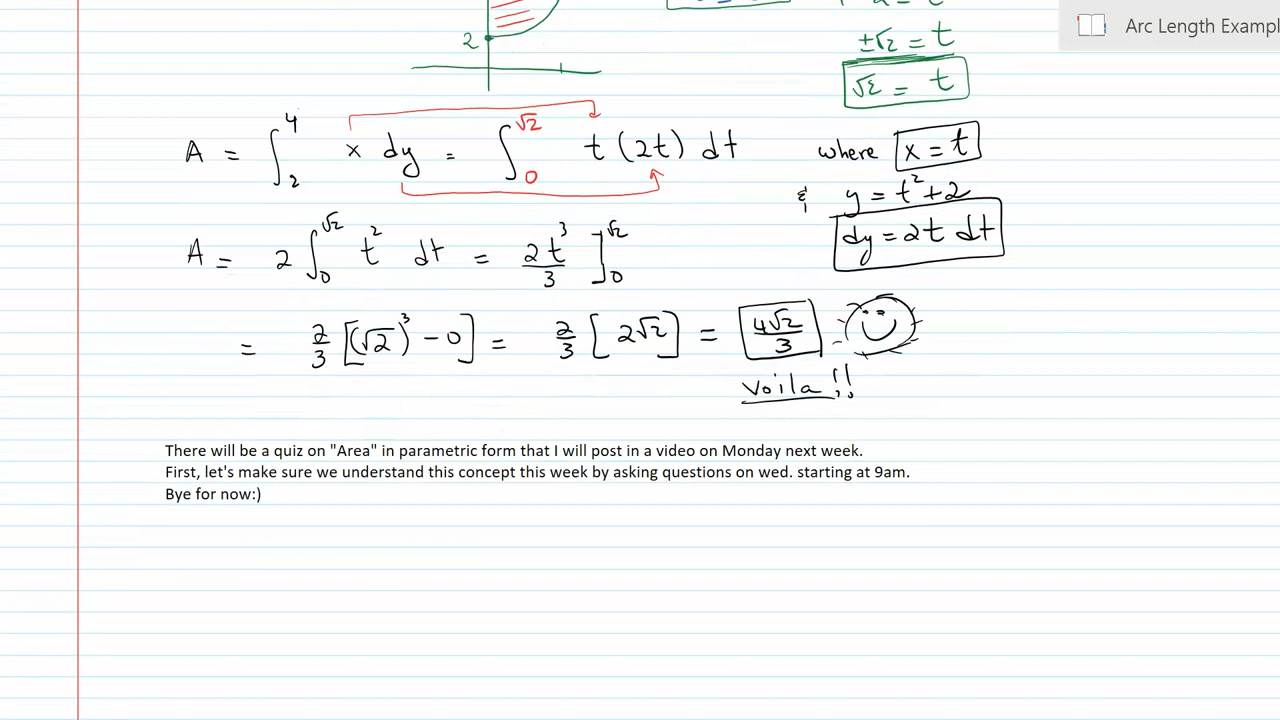 Arc Length Exampl
2
±√2 = t
√2 = t
A = ∫₂⁴ x dy = ∫₀^√2 t (2t) dt where x = t
& y = t² + 2
dy = 2t dt
A = 2 ∫₀^√2 t² dt = 2t³/3 ]₀^√2
= 2/3 [(√2)³ − 0] = 2/3 [2√2] = 4√2/3
Voila!!
There will be a quiz on "Area" in parametric form that I will post in a video on Monday next week.
First, let's make sure we understand this concept this week by asking questions on wed. starting at 9am.
Bye for now:)